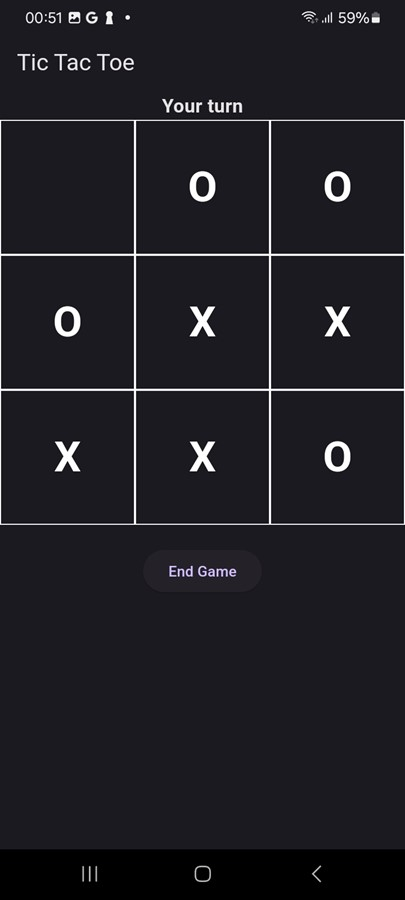 00:51 G 59%
Tic Tac Toe
Your turn
O O
O X X
X X O
End Game